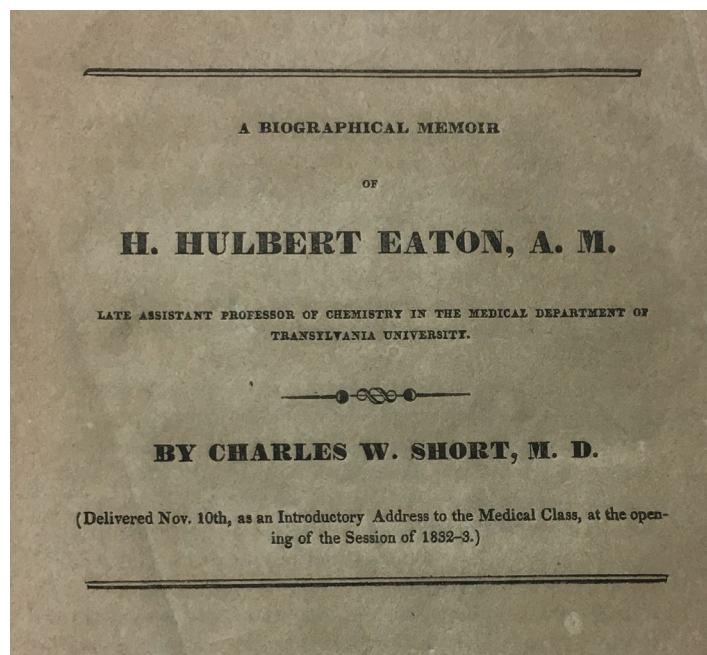 A BIOGRAPHICAL MEMOIR
OF
H. HULBERT EATON, A. M.
LATE ASSISTANT PROFESSOR OF CHEMISTRY IN THE MEDICAL DEPARTMENT OF
TRANSYLVANIA UNIVERSITY.
BY CHARLES W. SHORT, M. D.
(Delivered Nov. 10th, as an Introductory Address to the Medical Class, at the open-
ing of the Session of 1832–3.)